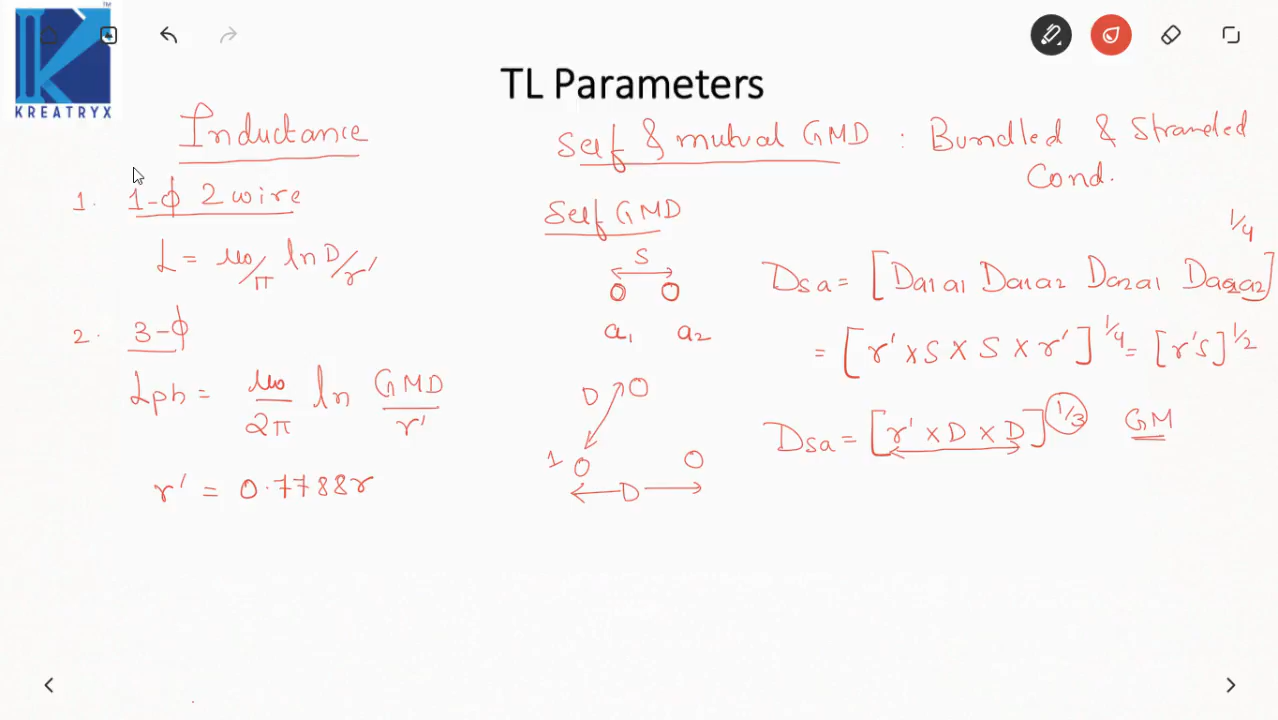 KREATRYX
TL Parameters
Inductance
1. 1-ϕ 2 wire
L = μ₀/π ln D/r'
2. 3-ϕ
Lph = μ₀/2π ln GMD/r'
r' = 0.7788r
Self & mutual GMD : Bundled & Stranded
Cond.
Self GMD
S
a₁ a₂
D
1
D
Dsa = [Da1a1 Da1a2 Da2a1 Da2a2]^1/4
= [r' × S × S × r']^1/4 = [r's]^1/2
Dsa = [r' × D × D]^1/3 GM